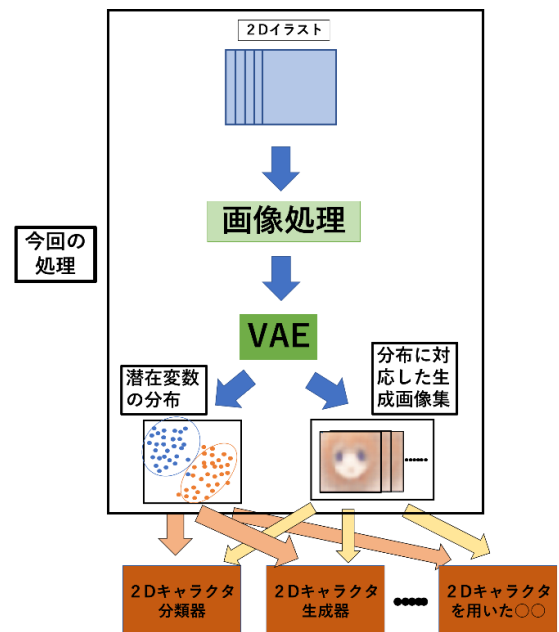 ２Dイラスト
画像処理
今回の
処理
VAE
潜在変数
の分布
分布に対
応した生
成画像集
……
２Dキャラクタ
分類器
２Dキャラクタ
生成器
●●●●●
２Dキャラクタ
を用いた○○